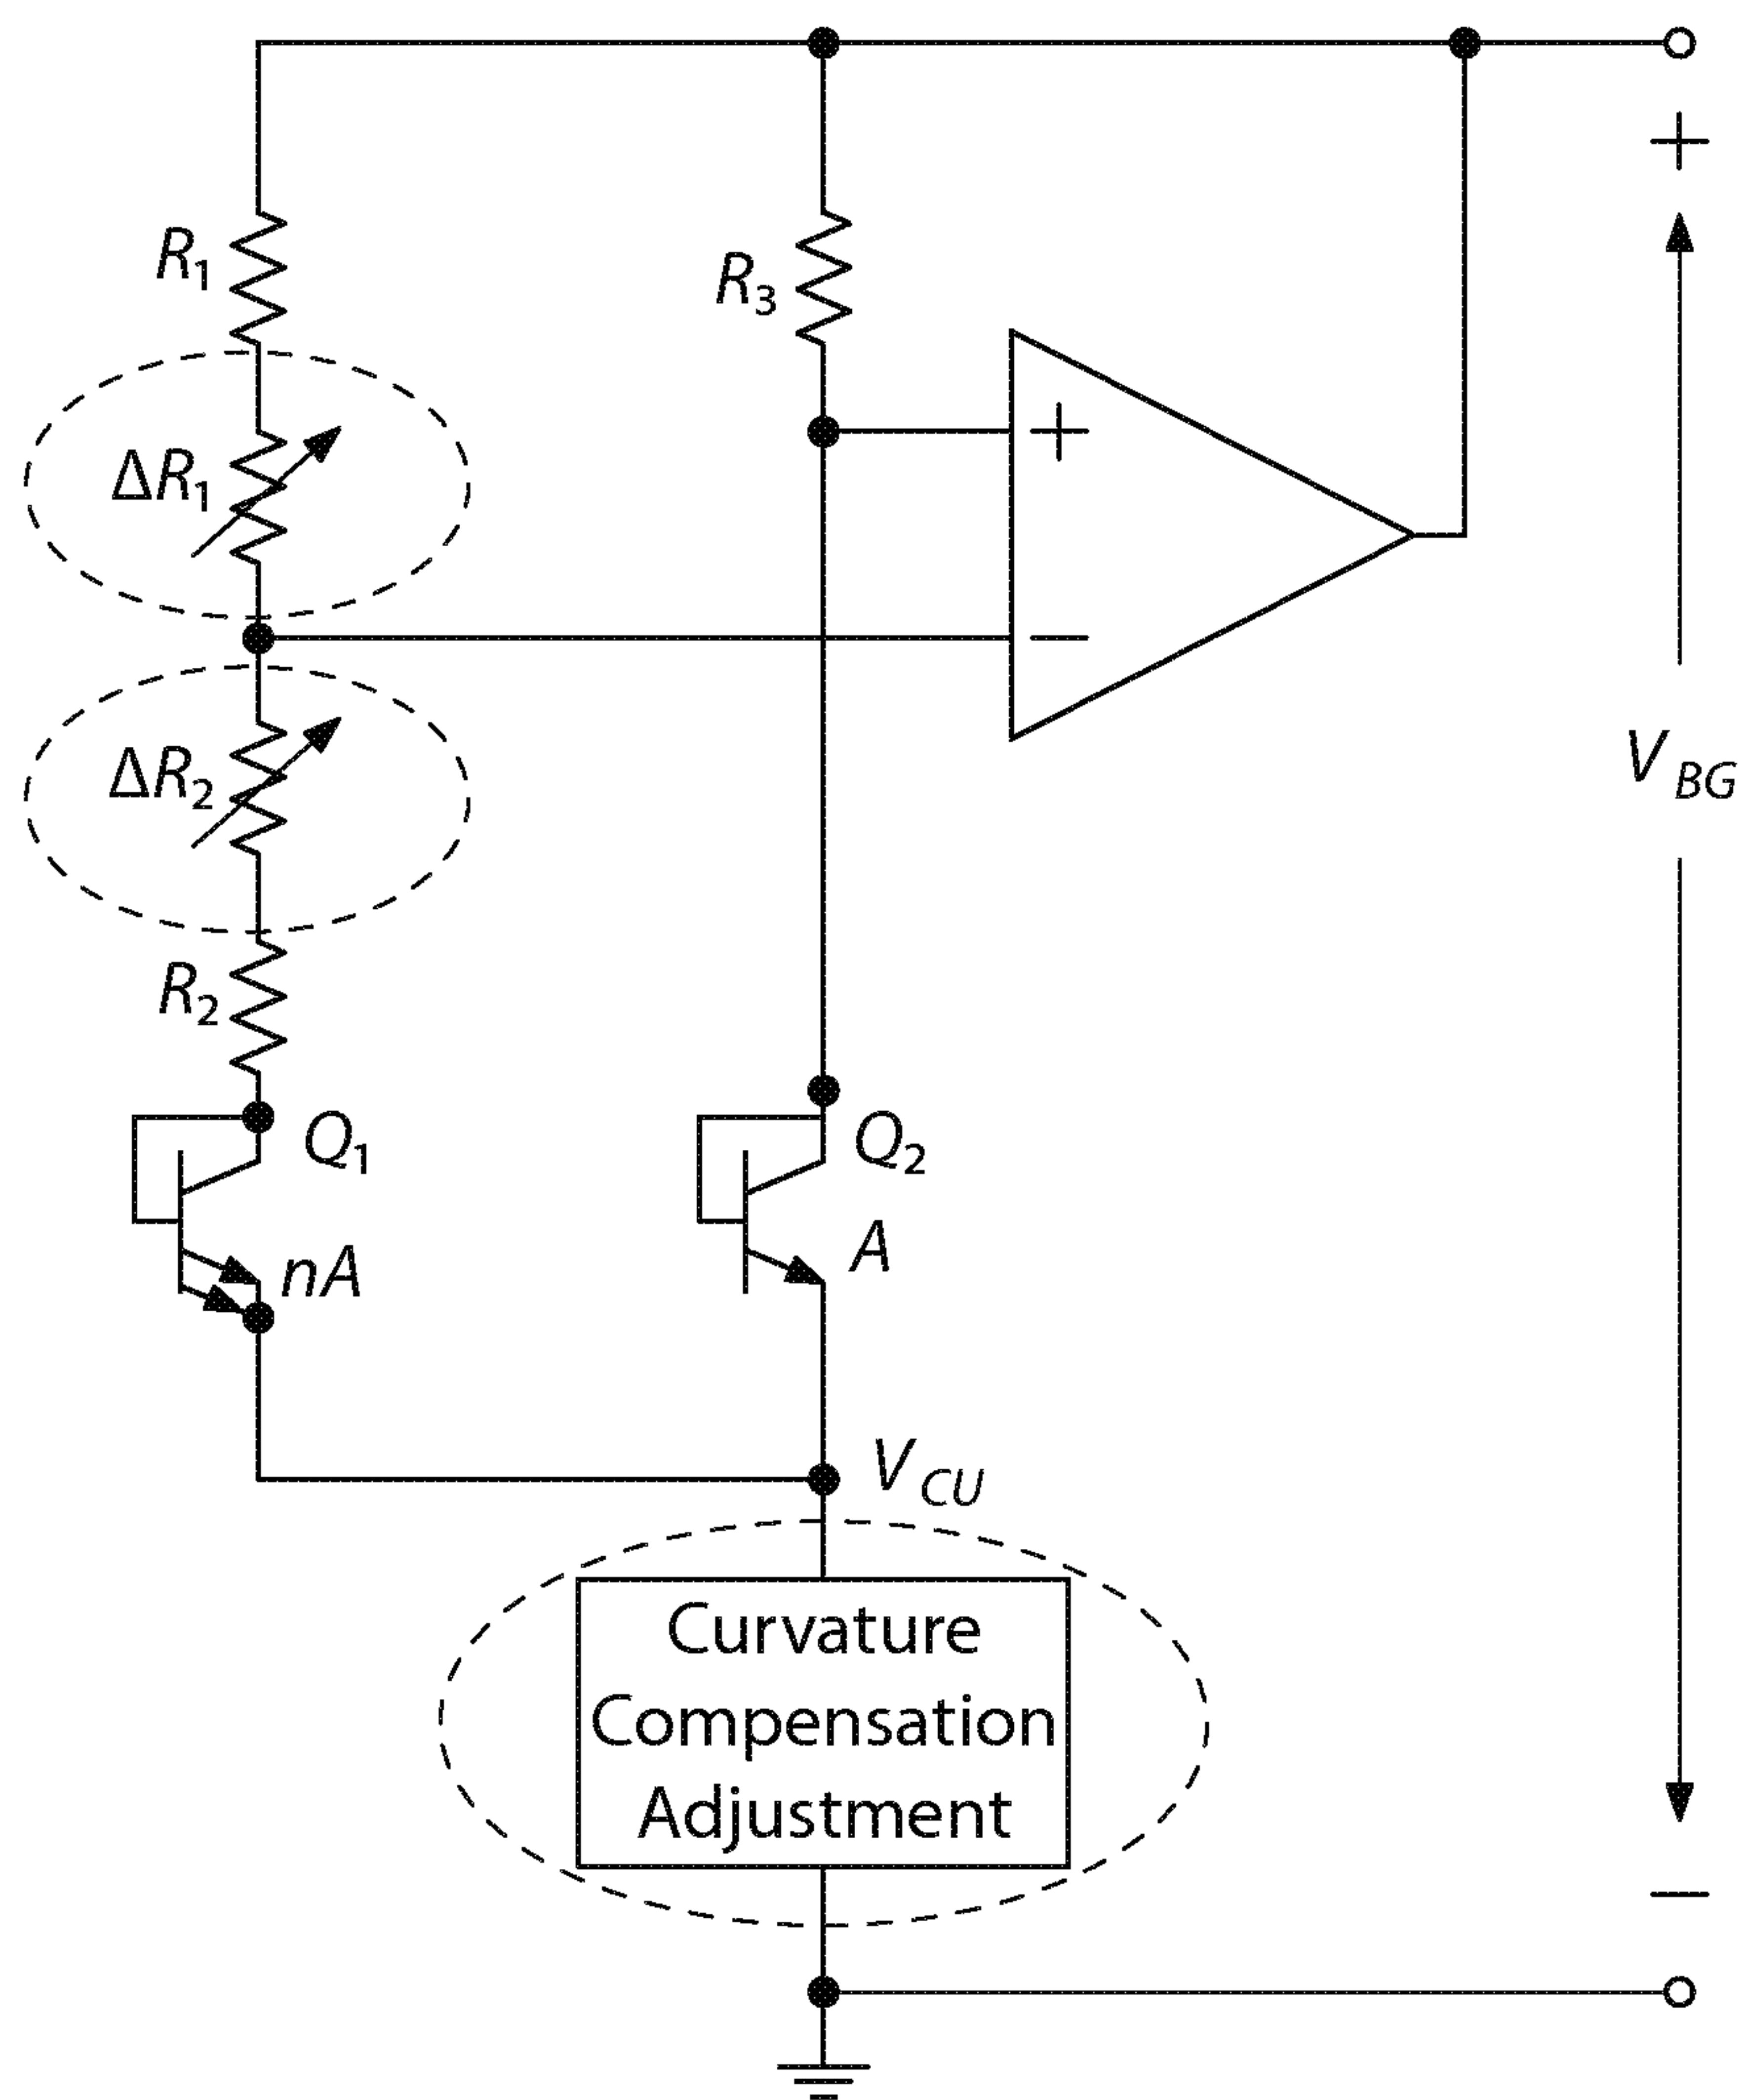 R1
R3
+
ΔR1
+
−
VBG
ΔR2
R2
Q1
Q2
nA
A
VCU
Curvature
Compensation
Adjustment
−